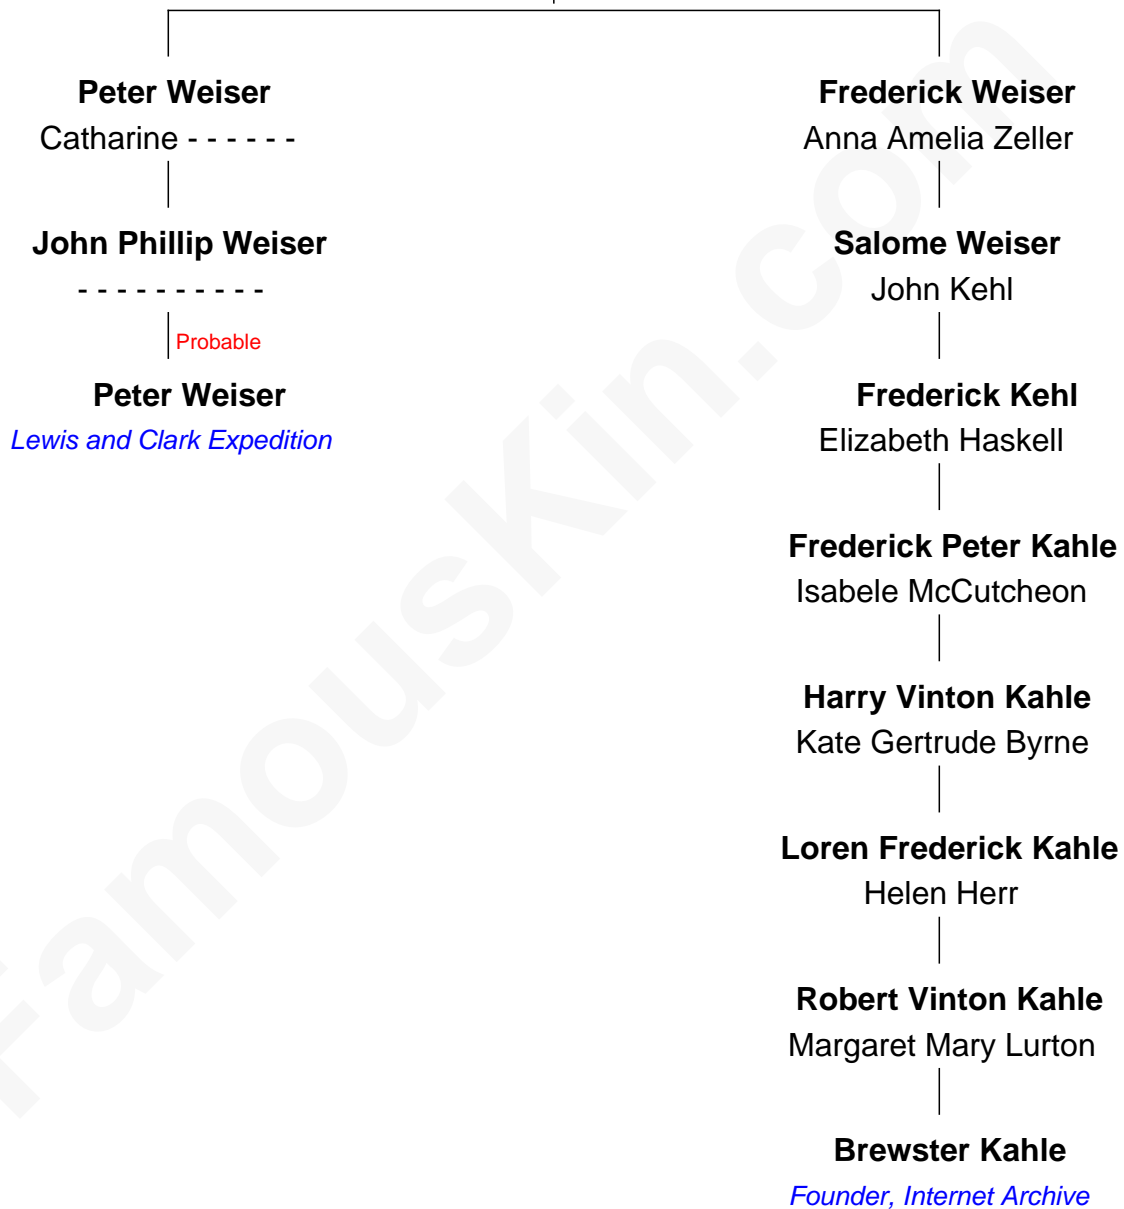 Peter Weiser
Catharine - - - - - -
John Phillip Weiser
- - - - - - - - - -
Probable
Peter Weiser
Lewis and Clark Expedition
Frederick Weiser
Anna Amelia Zeller
Salome Weiser
John Kehl
Frederick Kehl
Elizabeth Haskell
Frederick Peter Kahle
Isabele McCutcheon
Harry Vinton Kahle
Kate Gertrude Byrne
Loren Frederick Kahle
Helen Herr
Robert Vinton Kahle
Margaret Mary Lurton
Brewster Kahle
Founder, Internet Archive
FamousKin.com